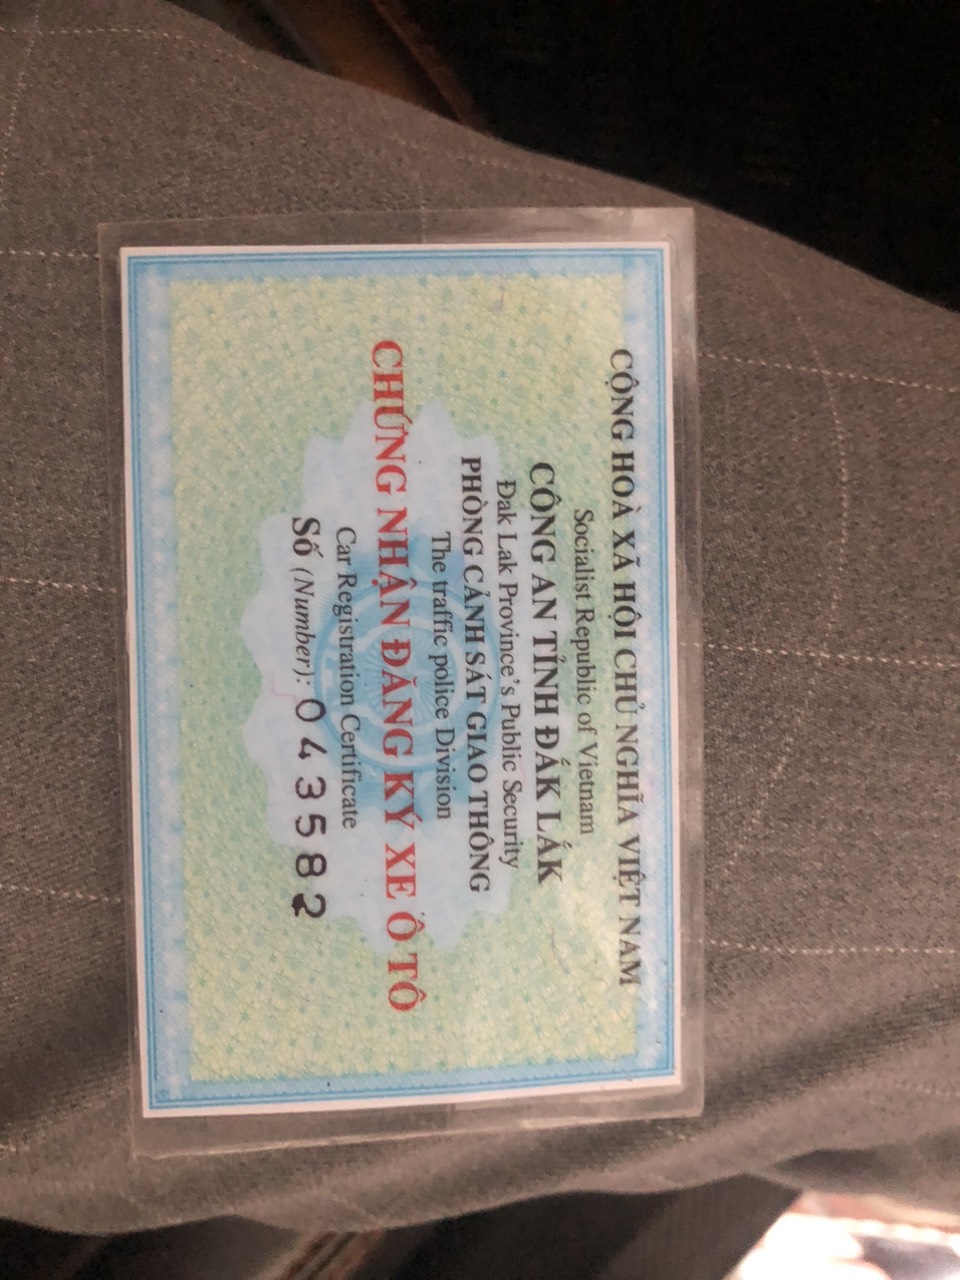 CỘNG HOÀ XÃ HỘI CHỦ NGHĨA VIỆT NAM
Socialist Republic of Vietnam
CÔNG AN TỈNH ĐẮK LẮK
Đak Lak Province's Public Security
PHÒNG CẢNH SÁT GIAO THÔNG
The traffic police Division
CHỨNG NHẬN ĐĂNG KÝ XE Ô TÔ
Car Registration Certificate
Số (Number): 043582